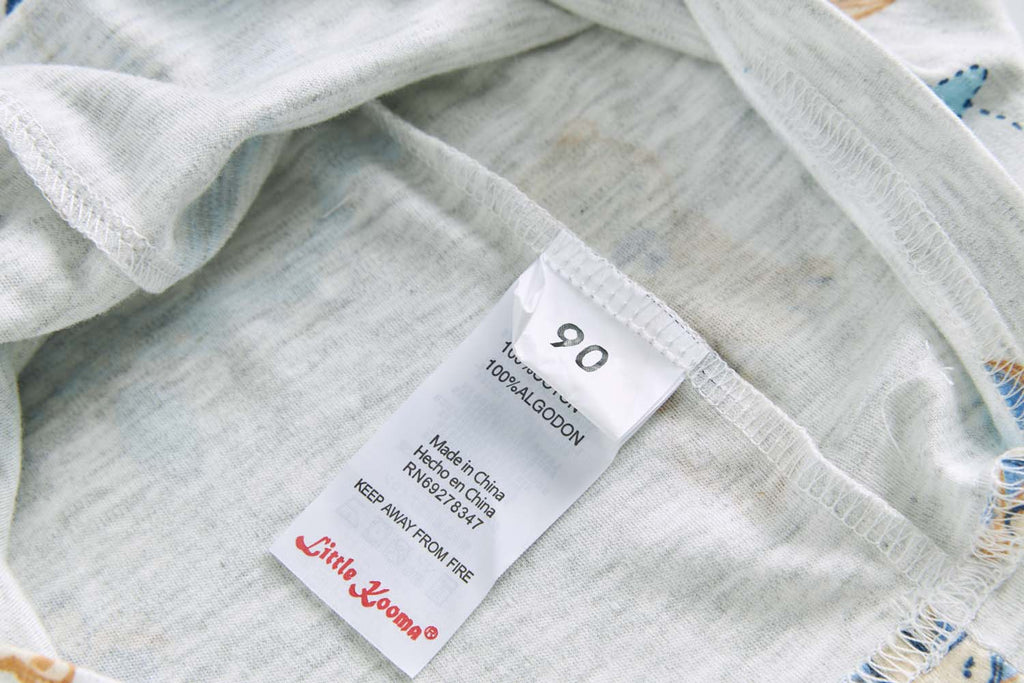 90
100%ALGODON
Made in China
Hecho en China
RN69278347
KEEP AWAY FROM FIRE
Little Kooma®